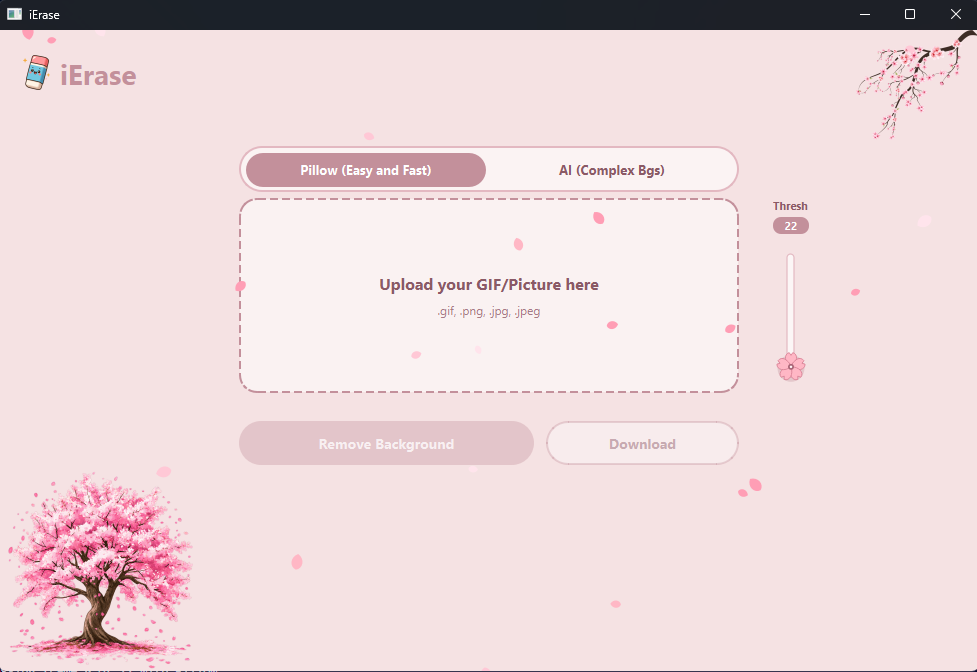 iErase
iErase
Pillow (Easy and Fast)
AI (Complex Bgs)
Thresh
22
Upload your GIF/Picture here
.gif, .png, .jpg, .jpeg
Remove Background
Download